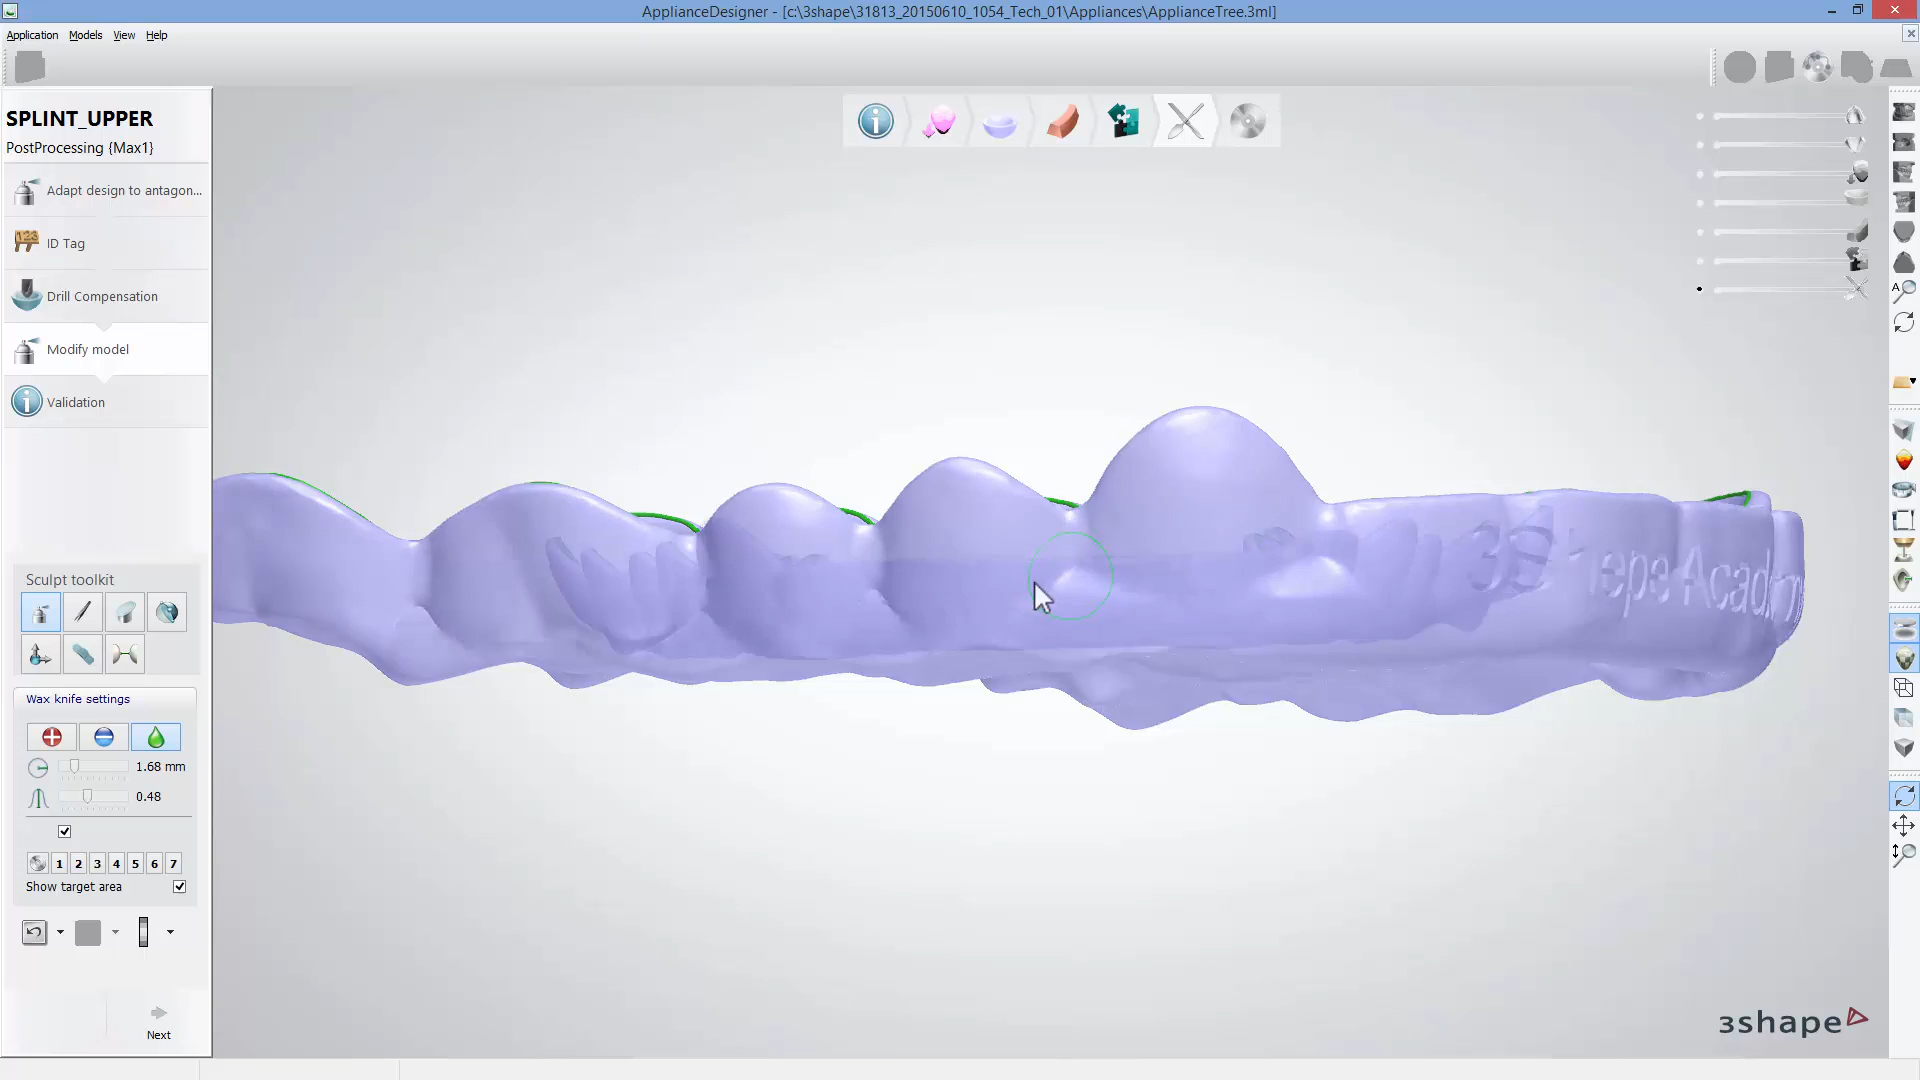 ApplianceDesigner - [c:\3shape\31813_20150610_1054_Tech_01\Appliances\ApplianceTree.3ml]
Application Models View Help
SPLINT_UPPER
PostProcessing {Max1}
Adapt design to antagon...
ID Tag
Drill Compensation
Modify model
Validation
Sculpt toolkit
Wax knife settings
1.68 mm
0.48
1 2 3 4 5 6 7
Show target area
Next
3shape